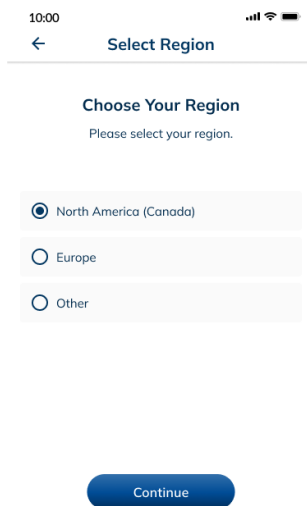 10:00
Select Region
Choose Your Region
Please select your region.
North America (Canada)
Europe
Other
Continue